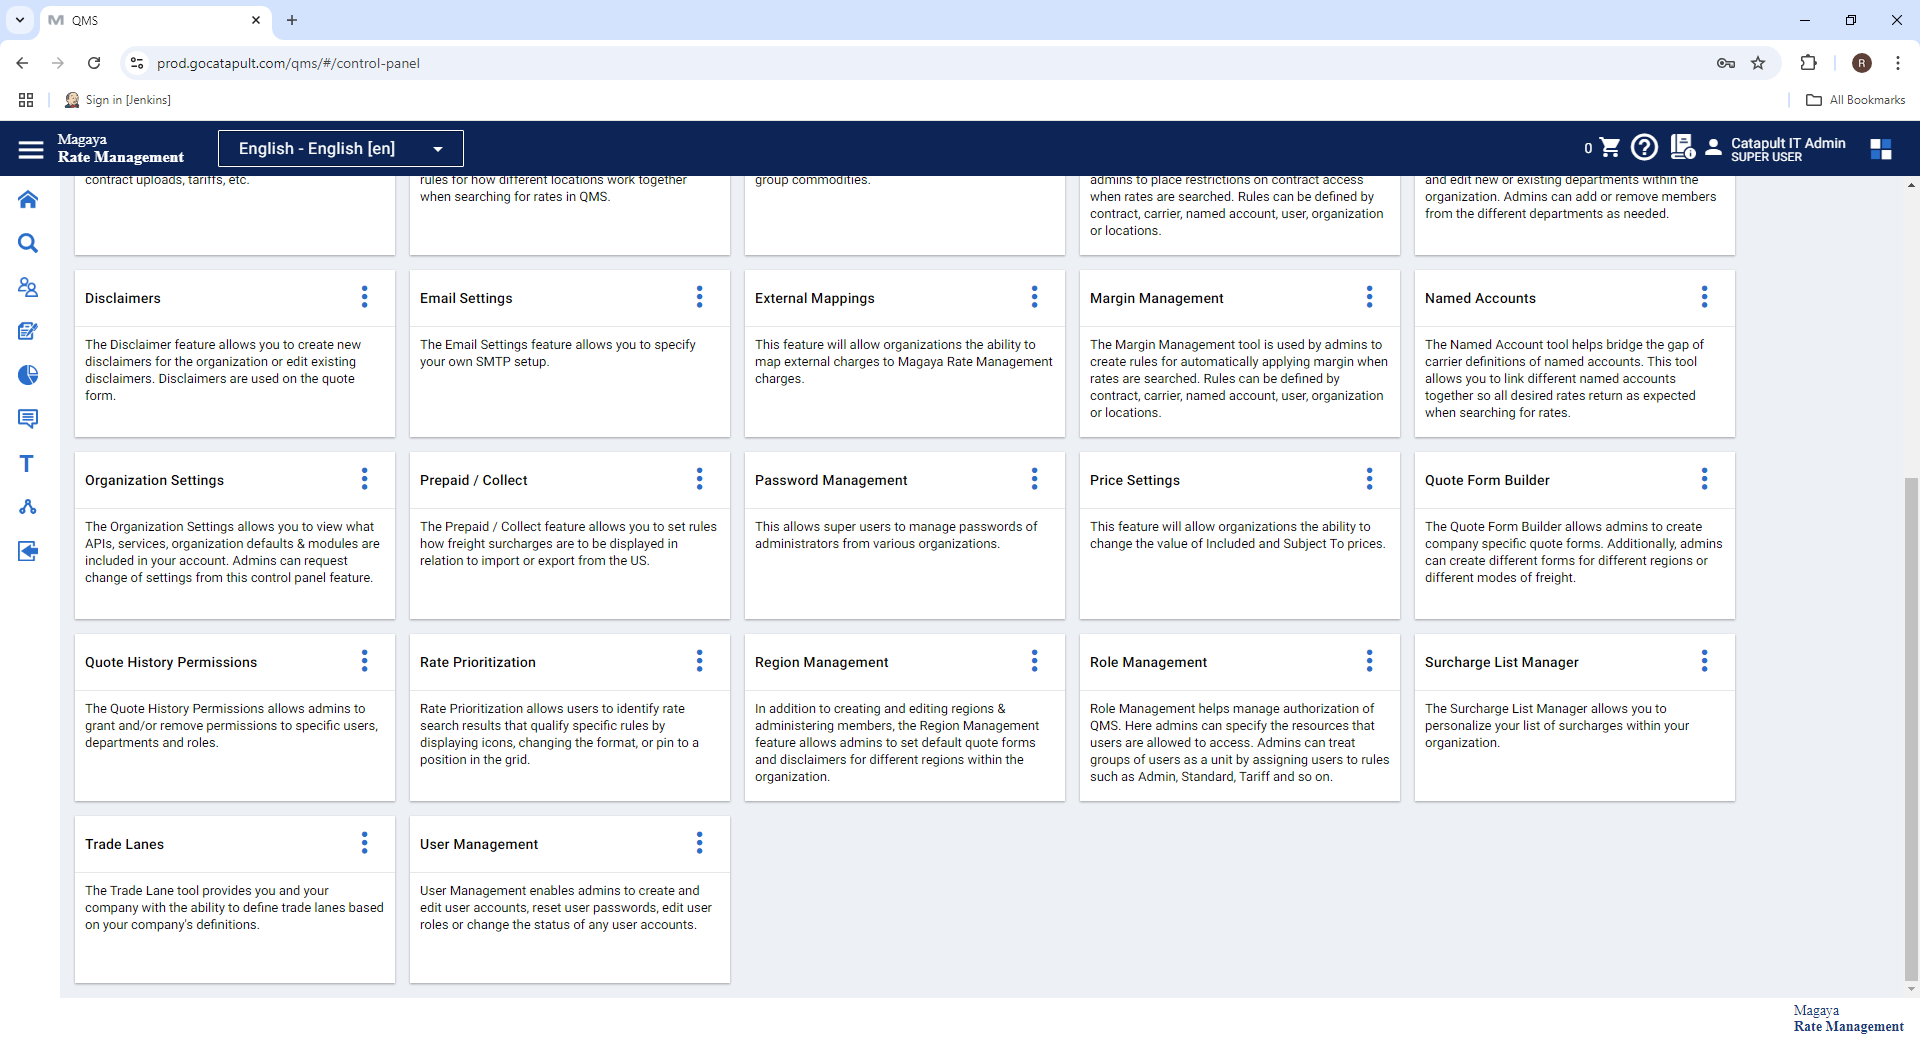 QMS
prod.gocatapult.com/qms/#/control-panel
R
Sign in [Jenkins]
All Bookmarks
Magaya
Rate Management
English - English [en]
0
Catapult IT Admin
SUPER USER
contract uploads, tariffs, etc.
rules for how different locations work together
when searching for rates in QMS.
group commodities.
admins to place restrictions on contract access
when rates are searched. Rules can be defined by
contract, carrier, named account, user, organization
or locations.
and edit new or existing departments within the
organization. Admins can add or remove members
from the different departments as needed.
Disclaimers
The Disclaimer feature allows you to create new
disclaimers for the organization or edit existing
disclaimers. Disclaimers are used on the quote
form.
Email Settings
The Email Settings feature allows you to specify
your own SMTP setup.
External Mappings
This feature will allow organizations the ability to
map external charges to Magaya Rate Management
charges.
Margin Management
The Margin Management tool is used by admins to
create rules for automatically applying margin when
rates are searched. Rules can be defined by
contract, carrier, named account, user, organization
or locations.
Named Accounts
The Named Account tool helps bridge the gap of
carrier definitions of named accounts. This tool
allows you to link different named accounts
together so all desired rates return as expected
when searching for rates.
Organization Settings
The Organization Settings allows you to view what
APIs, services, organization defaults & modules are
included in your account. Admins can request
change of settings from this control panel feature.
Prepaid / Collect
The Prepaid / Collect feature allows you to set rules
how freight surcharges are to be displayed in
relation to import or export from the US.
Password Management
This allows super users to manage passwords of
administrators from various organizations.
Price Settings
This feature will allow organizations the ability to
change the value of Included and Subject To prices.
Quote Form Builder
The Quote Form Builder allows admins to create
company specific quote forms. Additionally, admins
can create different forms for different regions or
different modes of freight.
Quote History Permissions
The Quote History Permissions allows admins to
grant and/or remove permissions to specific users,
departments and roles.
Rate Prioritization
Rate Prioritization allows users to identify rate
search results that qualify specific rules by
displaying icons, changing the format, or pin to a
position in the grid.
Region Management
In addition to creating and editing regions &
administering members, the Region Management
feature allows admins to set default quote forms
and disclaimers for different regions within the
organization.
Role Management
Role Management helps manage authorization of
QMS. Here admins can specify the resources that
users are allowed to access. Admins can treat
groups of users as a unit by assigning users to rules
such as Admin, Standard, Tariff and so on.
Surcharge List Manager
The Surcharge List Manager allows you to
personalize your list of surcharges within your
organization.
Trade Lanes
The Trade Lane tool provides you and your
company with the ability to define trade lanes based
on your company's definitions.
User Management
User Management enables admins to create and
edit user accounts, reset user passwords, edit user
roles or change the status of any user accounts.
Magaya
Rate Management